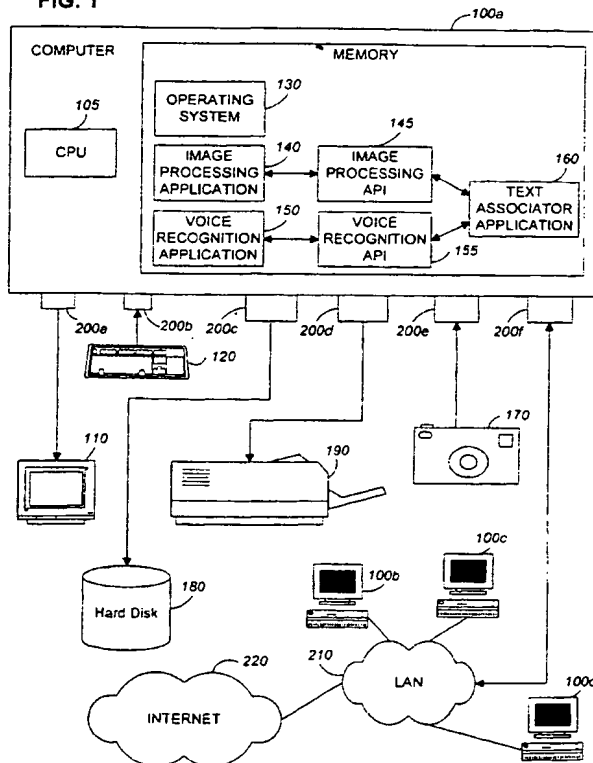 FIG. 1
100a
COMPUTER
MEMORY
105
CPU
130
OPERATING
SYSTEM
140
IMAGE
PROCESSING
APPLICATION
145
IMAGE
PROCESSING
API
160
TEXT
ASSOCIATOR
APPLICATION
150
VOICE
RECOGNITION
APPLICATION
VOICE
RECOGNITION
API
155
200a
200b
200c
200d
200e
200f
120
110
190
170
Hard Disk
180
100b
100c
220
210
LAN
INTERNET